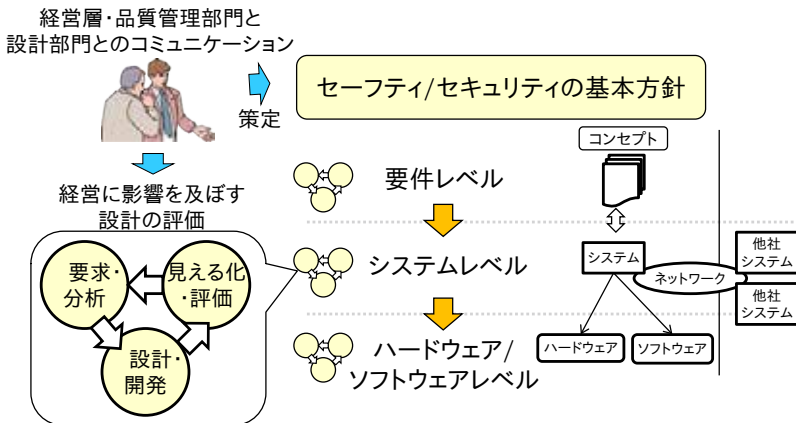 経営層・品質管理部門と
設計部門とのコミュニケーション
策定
セーフティ/セキュリティの基本方針
経営に影響を及ぼす
設計の評価
要求・
分析
見える化
・評価
設計・
開発
要件レベル
システムレベル
ハードウェア/
ソフトウェアレベル
コンセプト
システム
ネットワーク
他社
システム
他社
システム
ハードウェア
ソフトウェア